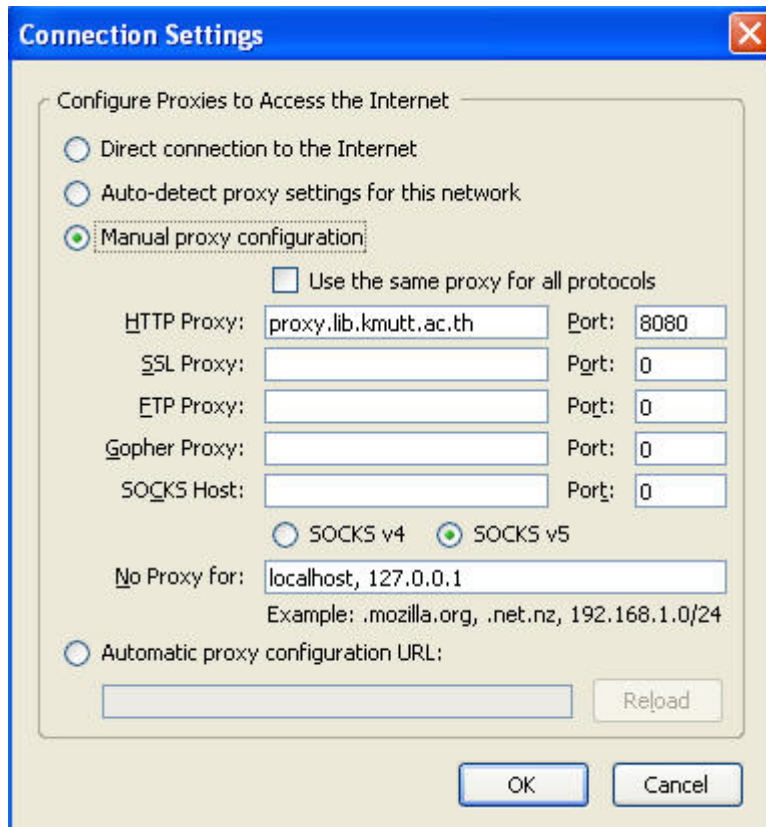 Connection Settings
Configure Proxies to Access the Internet
Direct connection to the Internet
Auto-detect proxy settings for this network
Manual proxy configuration
Use the same proxy for all protocols
HTTP Proxy: proxy.lib.kmutt.ac.th Port: 8080
SSL Proxy: Port: 0
FTP Proxy: Port: 0
Gopher Proxy: Port: 0
SOCKS Host: Port: 0
SOCKS v4 SOCKS v5
No Proxy for: localhost, 127.0.0.1
Example: .mozilla.org, .net.nz, 192.168.1.0/24
Automatic proxy configuration URL:
Reload
OK Cancel